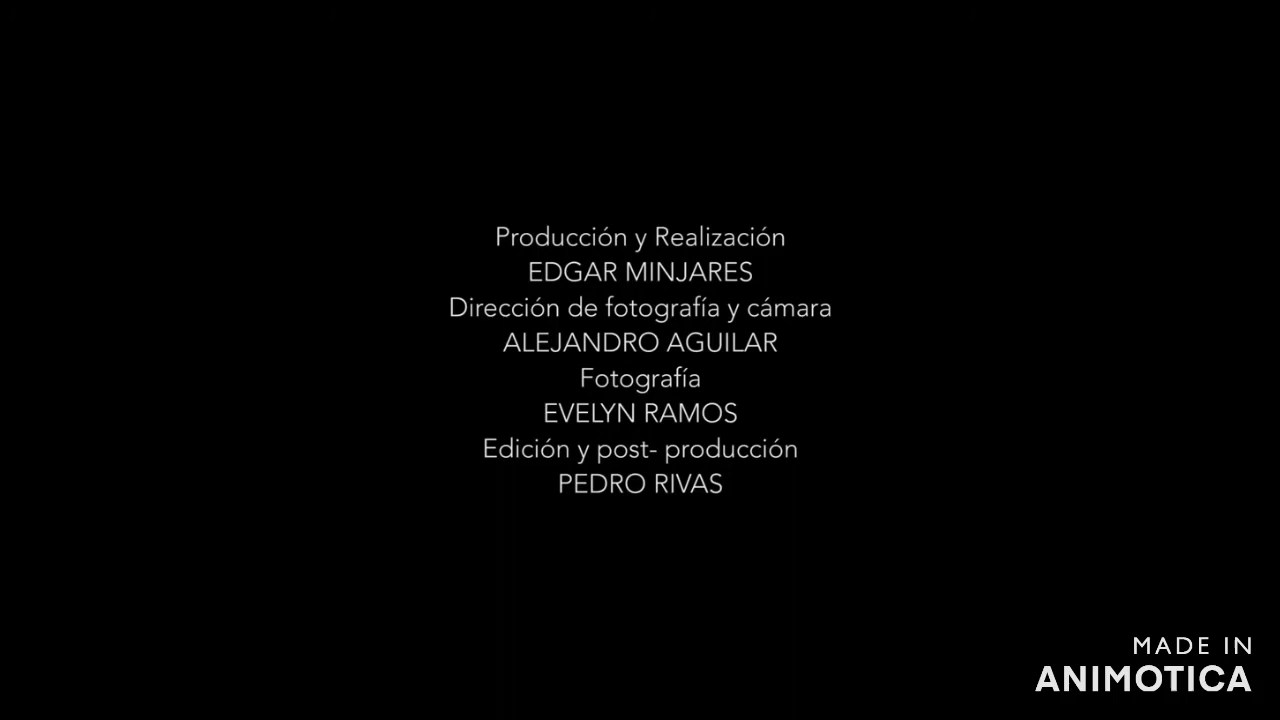 Producción y Realización
EDGAR MINJARES
Dirección de fotografía y cámara
ALEJANDRO AGUILAR
Fotografía
EVELYN RAMOS
Edición y post- producción
PEDRO RIVAS
MADE IN
ANIMOTICA